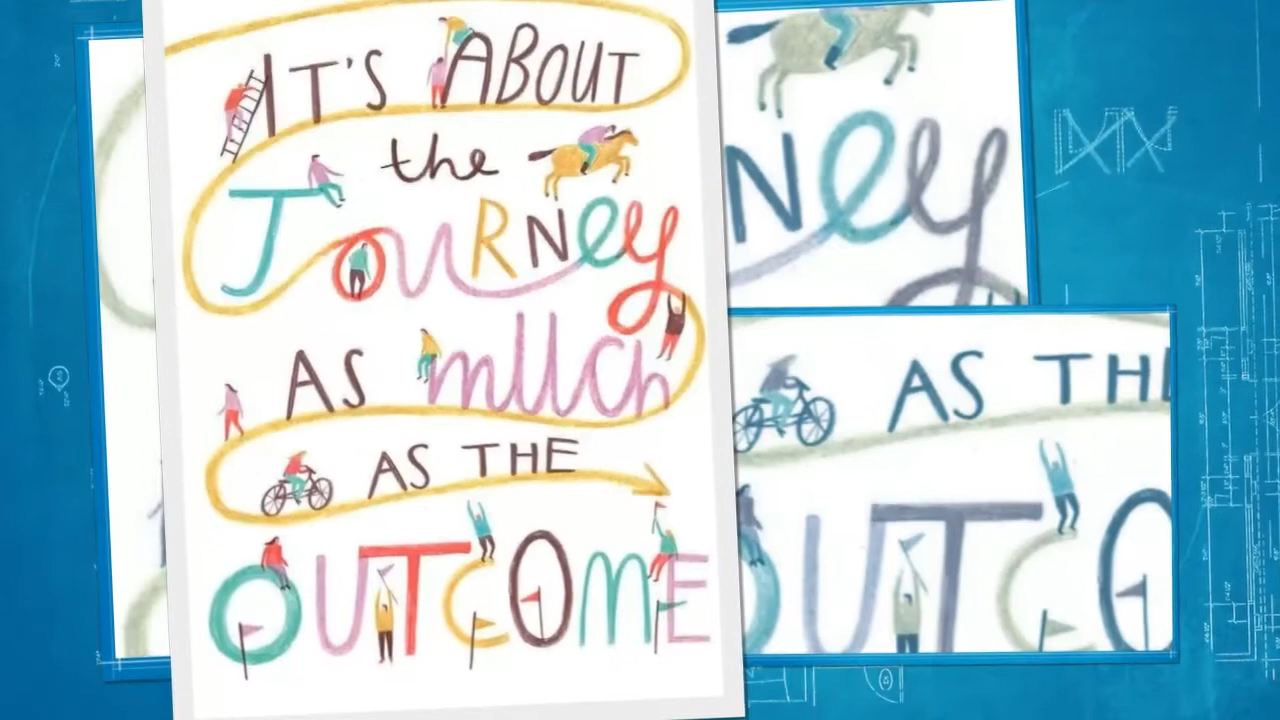 IT'S ABOUT
the
JOURNEY
AS much
AS THE
OUTCOME
Ney
AS THE
OUTCO